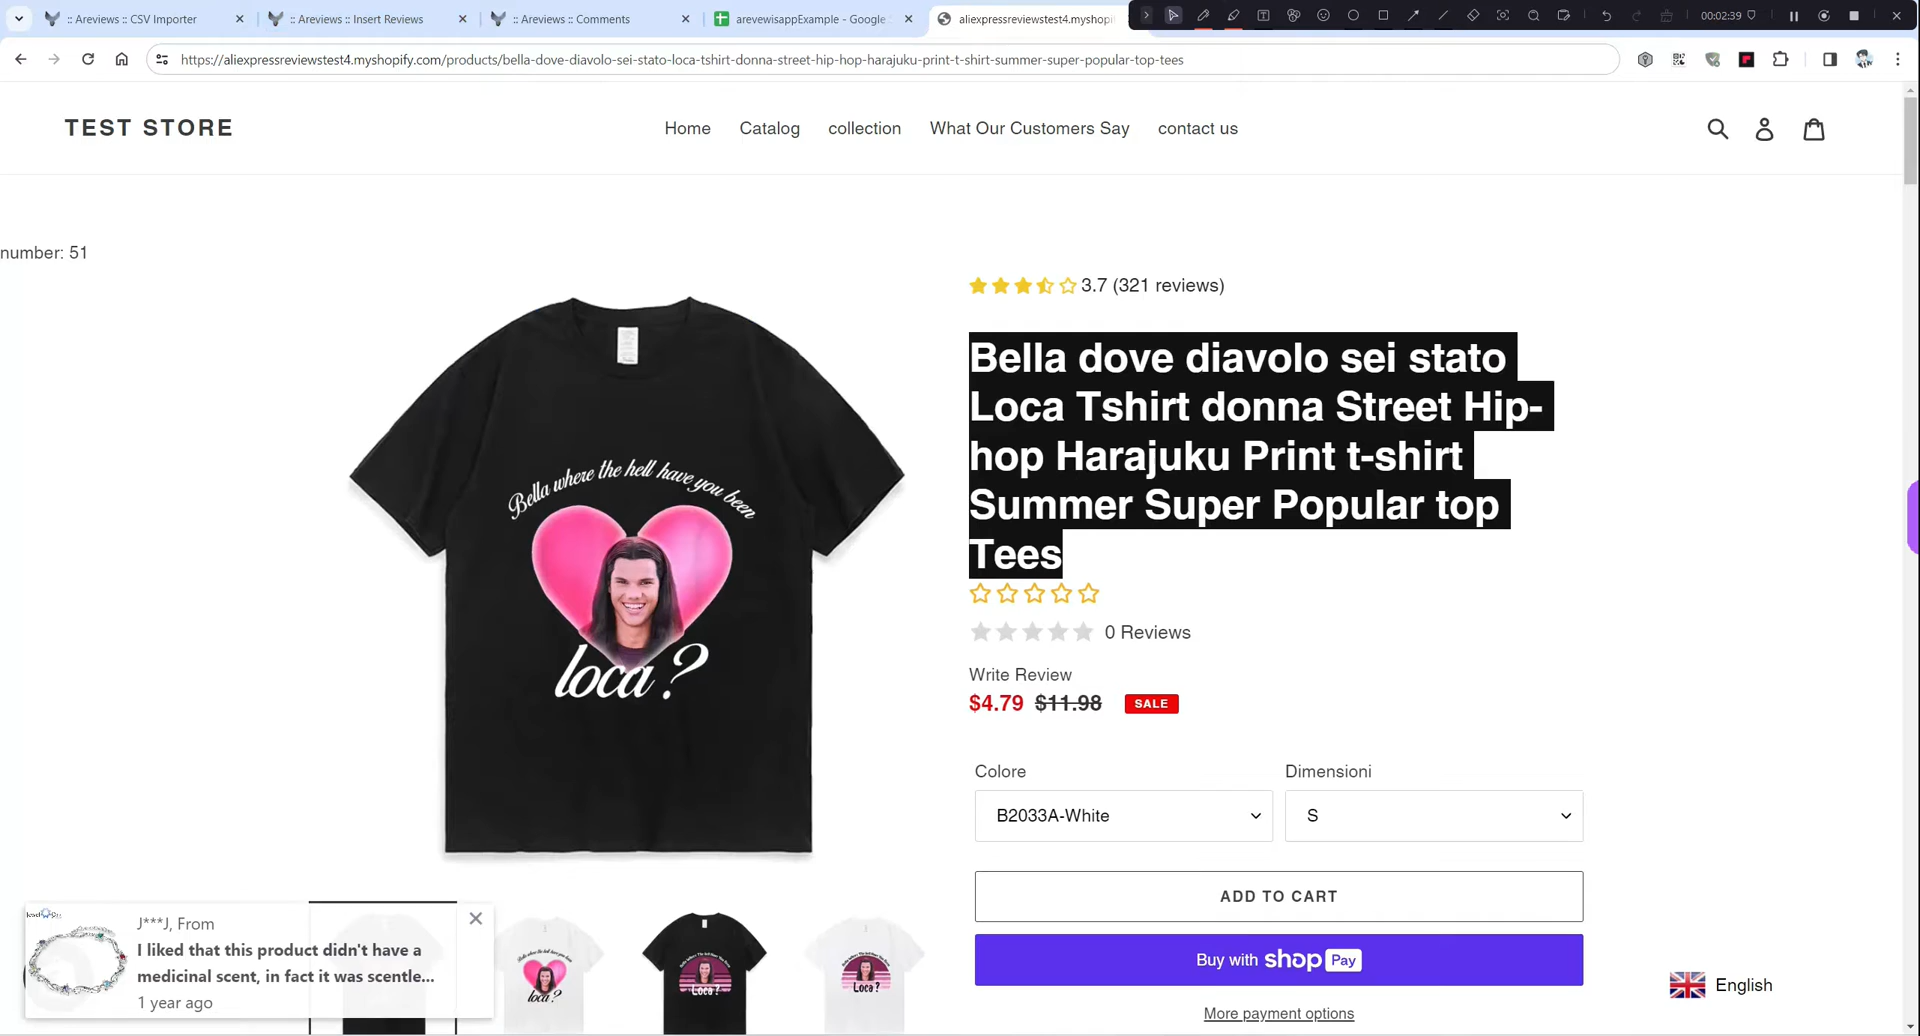 :: Areviews :: CSV Importer
:: Areviews :: Insert Reviews
:: Areviews :: Comments
arevewisappExample - Google
aliexpressreviewstest4.myshopi
00:02:39
https://aliexpressreviewstest4.myshopify.com/products/bella-dove-diavolo-sei-stato-loca-tshirt-donna-street-hip-hop-harajuku-print-t-shirt-summer-super-popular-top-tees
TEST STORE
Home
Catalog
collection
What Our Customers Say
contact us
number: 51
3.7 (321 reviews)
Bella dove diavolo sei stato
Loca Tshirt donna Street Hip-
hop Harajuku Print t-shirt
Summer Super Popular top
Tees
0 Reviews
Write Review
$4.79 $11.98 SALE
Bella where the hell have you been
loca?
Colore
Dimensioni
B2033A-White
S
ADD TO CART
Buy with shop Pay
More payment options
J***J, From
I liked that this product didn't have a
medicinal scent, in fact it was scentle...
1 year ago
loca?
Loca?
Loca?
English